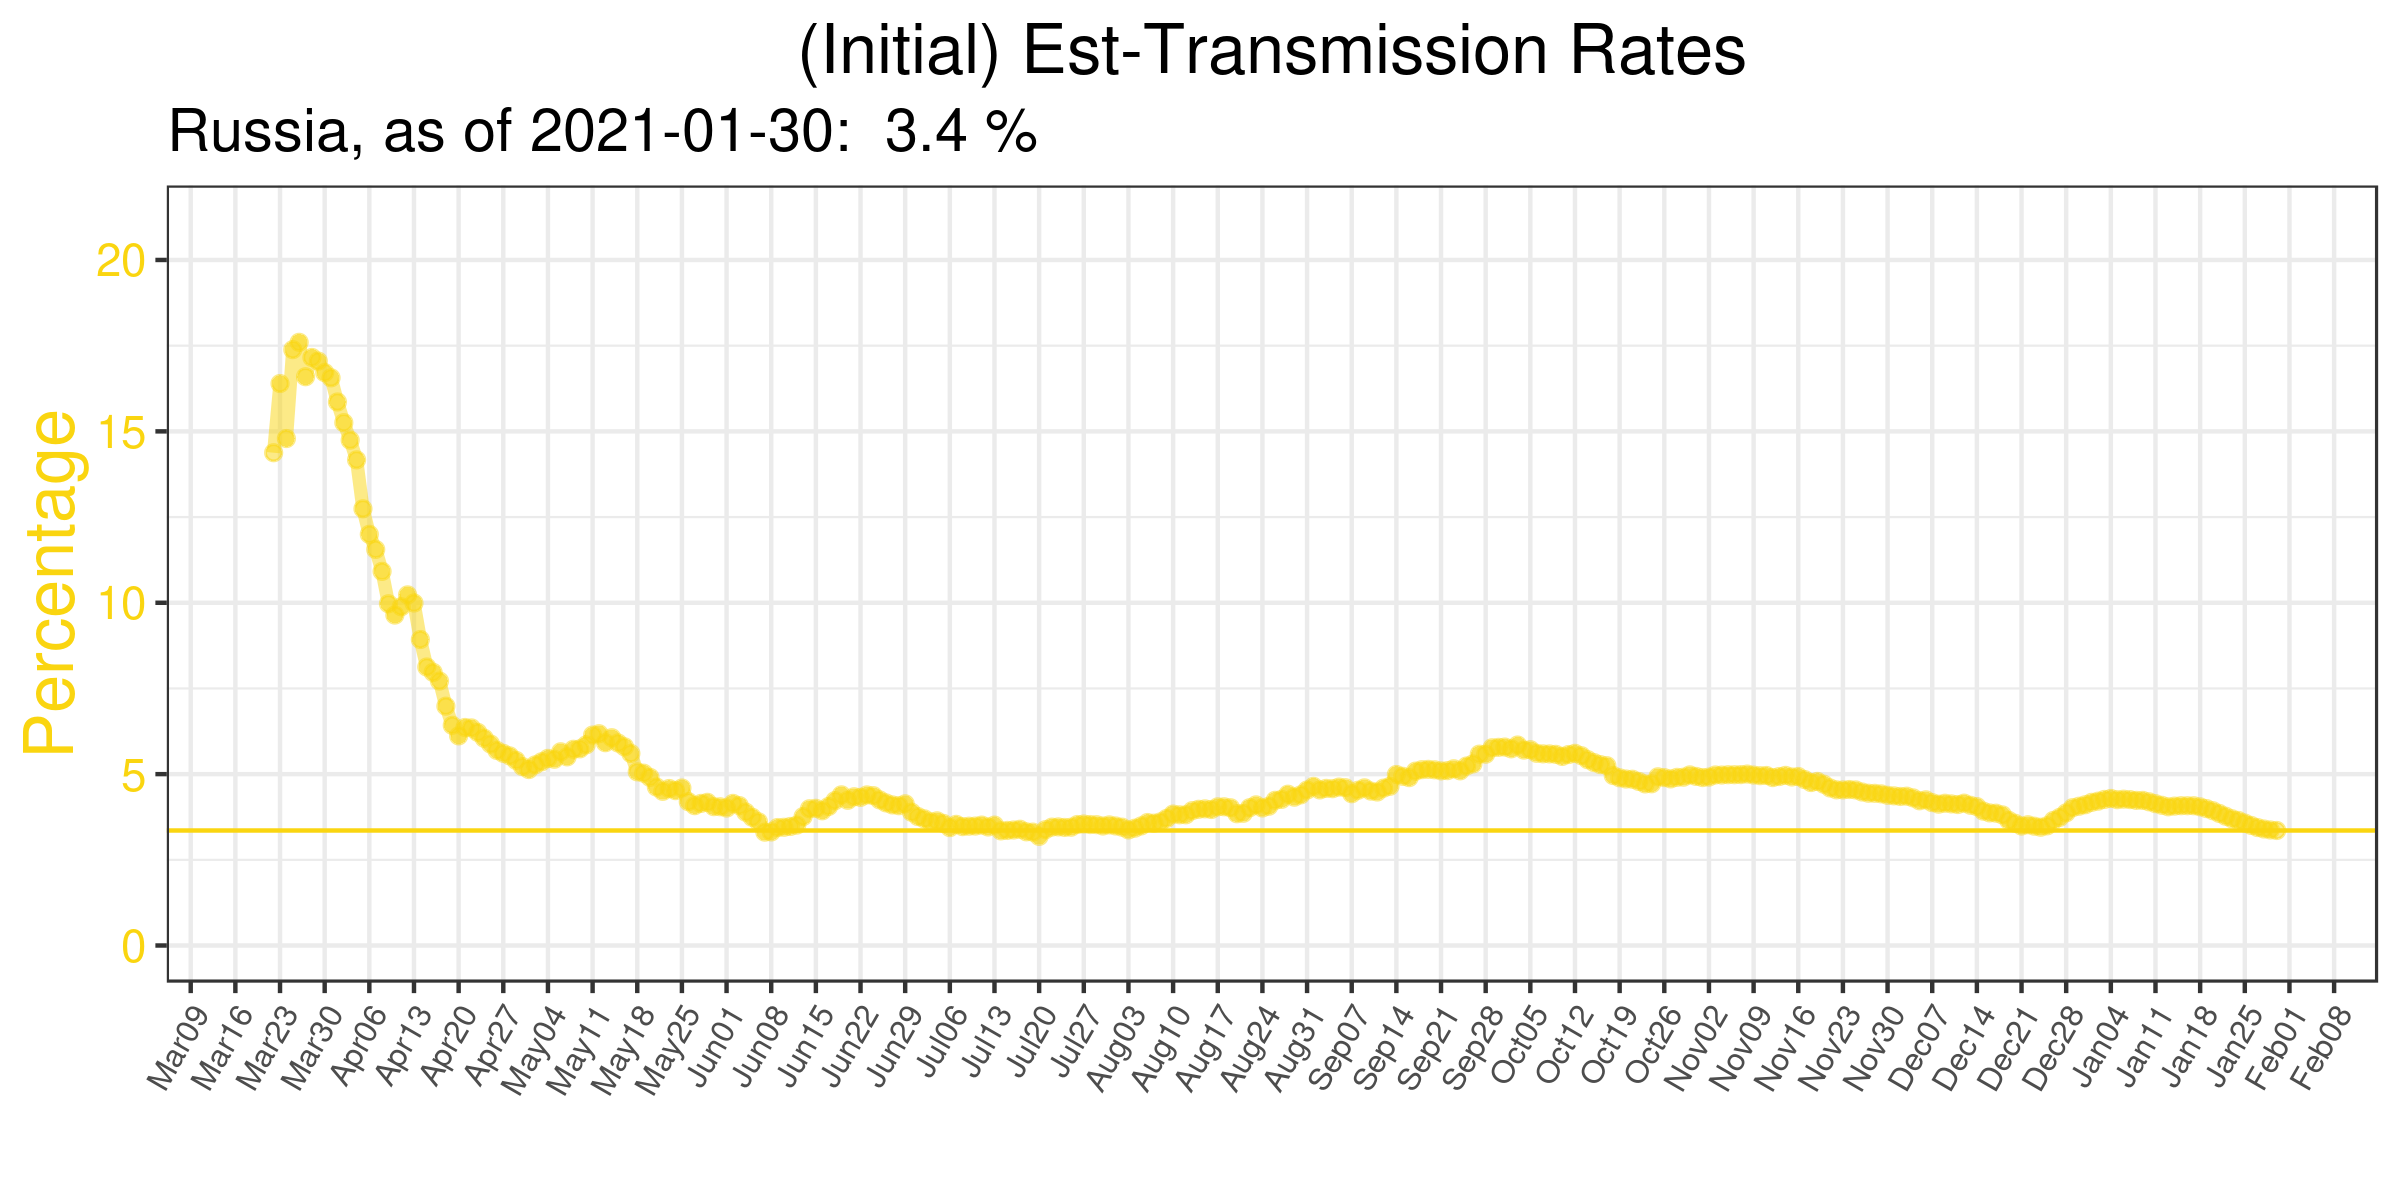 (Initial) Est-Transmission Rates
Russia, as of 2021-01-30:  3.4 %
Percentage
20
15
10
5
0
Mar09
Mar16
Mar23
Mar30
Apr06
Apr13
Apr20
Apr27
May04
May11
May18
May25
Jun01
Jun08
Jun15
Jun22
Jun29
Jul06
Jul13
Jul20
Jul27
Aug03
Aug10
Aug17
Aug24
Aug31
Sep07
Sep14
Sep21
Sep28
Oct05
Oct12
Oct19
Oct26
Nov02
Nov09
Nov16
Nov23
Nov30
Dec07
Dec14
Dec21
Dec28
Jan04
Jan11
Jan18
Jan25
Feb01
Feb08